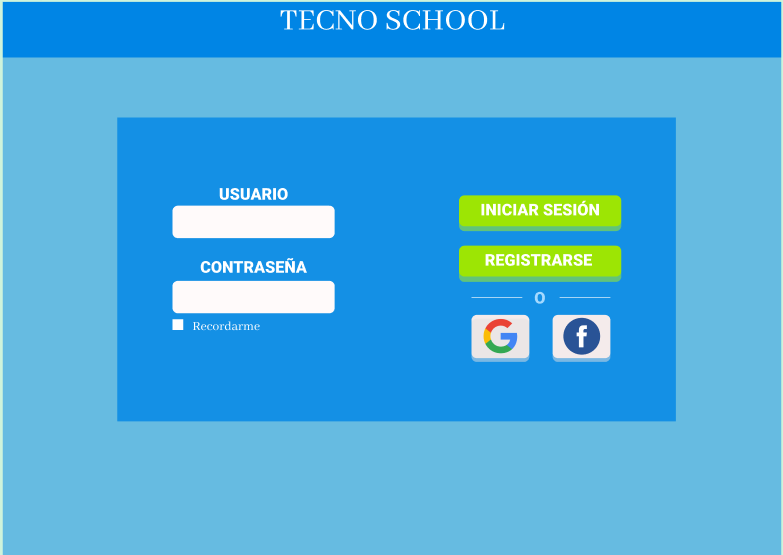 TECNO SCHOOL
USUARIO
CONTRASEÑA
Recordarme
INICIAR SESIÓN
REGISTRARSE
O
G
f